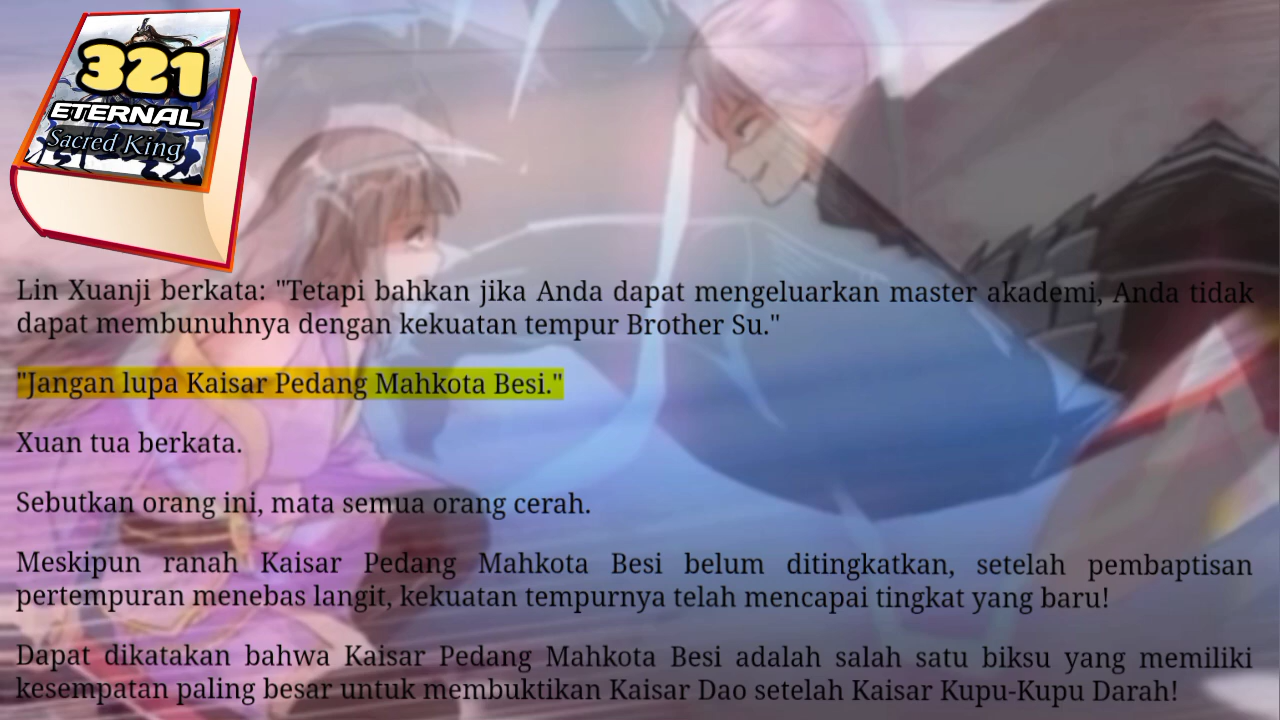 321
ETERNAL
Sacred King
Lin Xuanji berkata: "Tetapi bahkan jika Anda dapat mengeluarkan master akademi, Anda tidak
dapat membunuhnya dengan kekuatan tempur Brother Su."
"Jangan lupa Kaisar Pedang Mahkota Besi."
Xuan tua berkata.
Sebutkan orang ini, mata semua orang cerah.
Meskipun ranah Kaisar Pedang Mahkota Besi belum ditingkatkan, setelah pembaptisan
pertempuran menebas langit, kekuatan tempurnya telah mencapai tingkat yang baru!
Dapat dikatakan bahwa Kaisar Pedang Mahkota Besi adalah salah satu biksu yang memiliki
kesempatan paling besar untuk membuktikan Kaisar Dao setelah Kaisar Kupu-Kupu Darah!